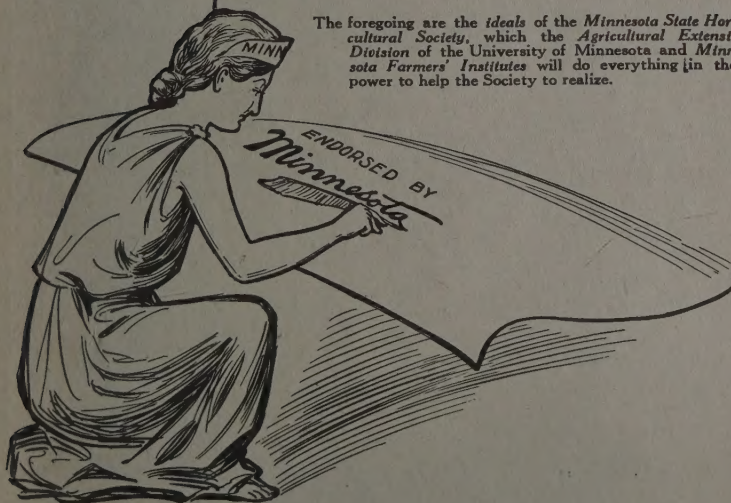 The foregoing are the ideals of the Minnesota State Hor
cultural Society, which the Agricultural Extensi
Division of the University of Minnesota and Minn
sota Farmers' Institutes will do everything in the
power to help the Society to realize.
MINN
ENDORSED BY
Minnesota